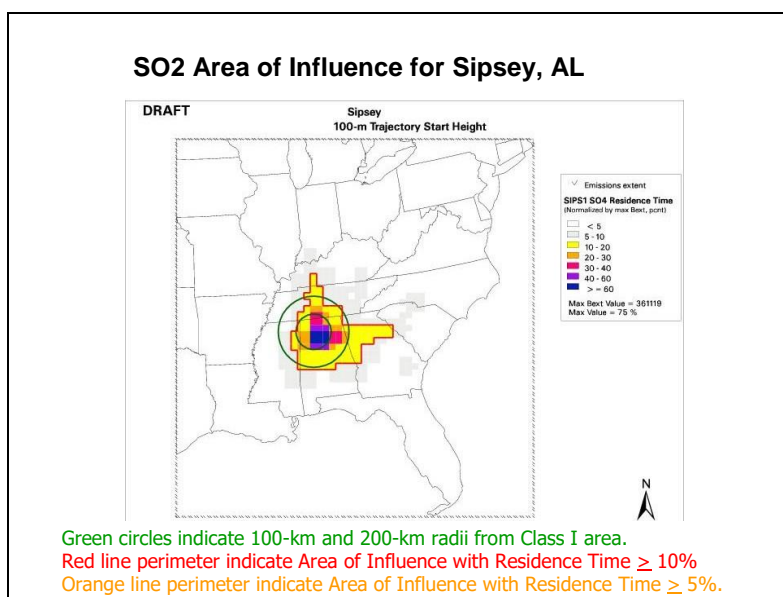 SO2 Area of Influence for Sipsey, AL
DRAFT
Sipsey
100-m Trajectory Start Height
Emissions extent
SIPS1 SO4 Residence Time
(Normalized by max Bext, pcnt)
< 5
5 - 10
10 - 20
20 - 30
30 - 40
40 - 60
> = 60
Max Bext Value = 361119
Max Value = 75 %
N
Green circles indicate 100-km and 200-km radii from Class I area.
Red line perimeter indicate Area of Influence with Residence Time > 10%
Orange line perimeter indicate Area of Influence with Residence Time > 5%.